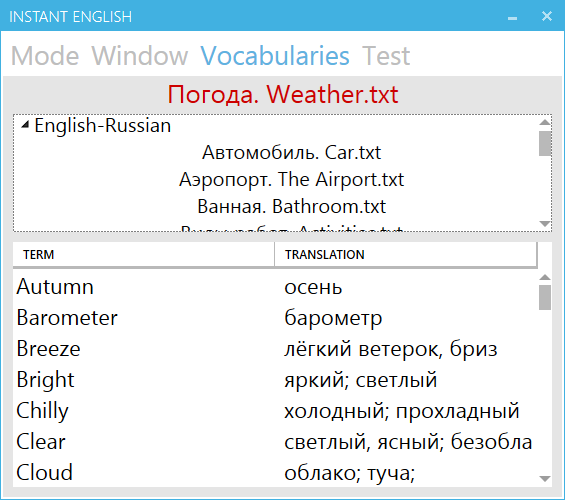 INSTANT ENGLISH
Mode Window Vocabularies Test
Погода. Weather.txt
English-Russian
Автомобиль. Car.txt
Аэропорт. The Airport.txt
Ванная. Bathroom.txt
Activities.txt
TERM TRANSLATION
Autumn осень
Barometer барометр
Breeze лёгкий ветерок, бриз
Bright яркий; светлый
Chilly холодный; прохладный
Clear светлый, ясный; безобла
Cloud облако; туча;